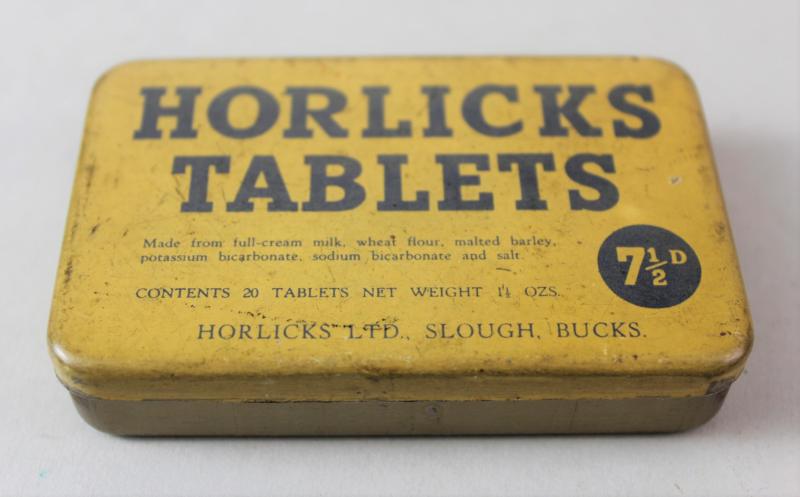 HORLICKS
TABLETS
Made from full-cream milk, wheat flour, malted barley,
potassium bicarbonate, sodium bicarbonate and salt.
7½D
CONTENTS 20 TABLETS NET WEIGHT 1¼ OZS.
HORLICKS LTD., SLOUGH, BUCKS.